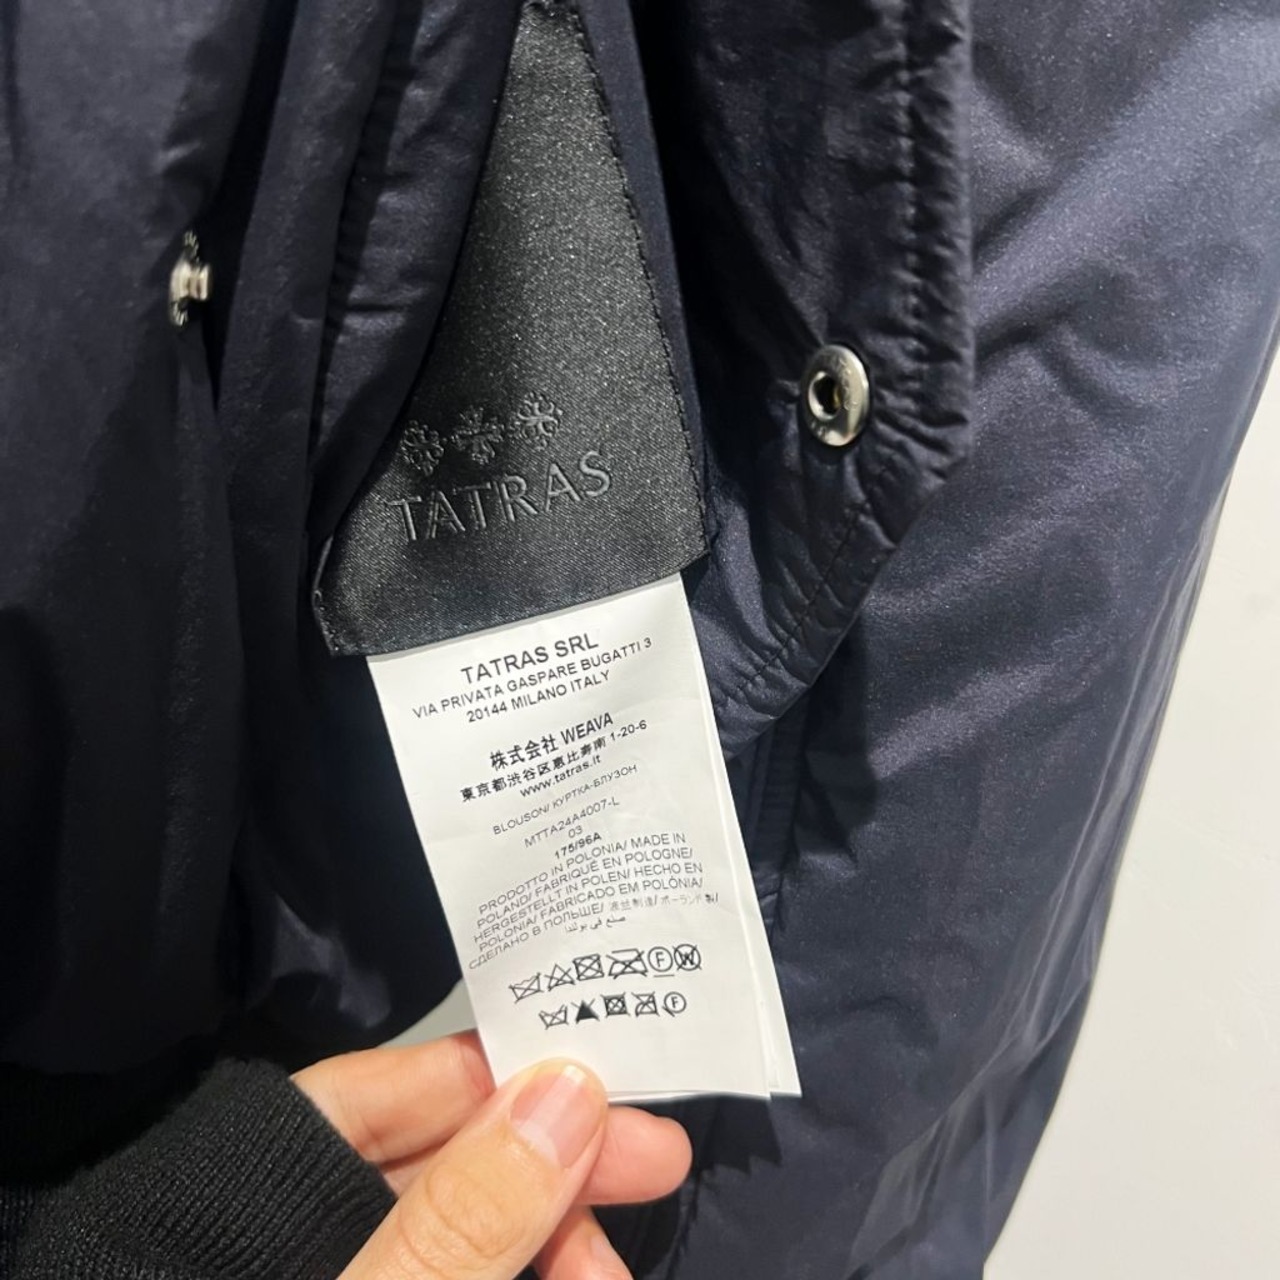 TATRAS
TATRAS SRL
VIA PRIVATA GASPARE BUGATTI 3
20144 MILANO ITALY
株式会社 WEAVA
東京都渋谷区恵比寿南 1-20-6
www.tatras.it
BLOUSON/ КУРТКА-БЛУЗОН
MTTA24A4007-L
03
175/96A
PRODOTTO IN POLONIA/ MADE IN
POLAND/ FABRIQUÉ EN POLOGNE/
HERGESTELLT IN POLEN/ HECHO EN
POLONIA/ FABRICADO EM POLÓNIA/
СДЕЛАНО В ПОЛЬШЕ/ 波兰制造/ ポーランド製/
صنع في بولندا
F W
F